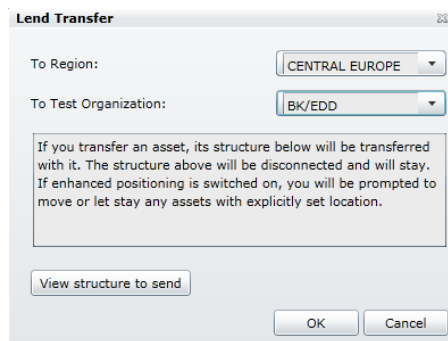 Lend Transfer
To Region:
CENTRAL EUROPE
To Test Organization:
BK/EDD
If you transfer an asset, its structure below will be transferred
with it. The structure above will be disconnected and will stay.
If enhanced positioning is switched on, you will be prompted to
move or let stay any assets with explicitly set location.
View structure to send
OK
Cancel